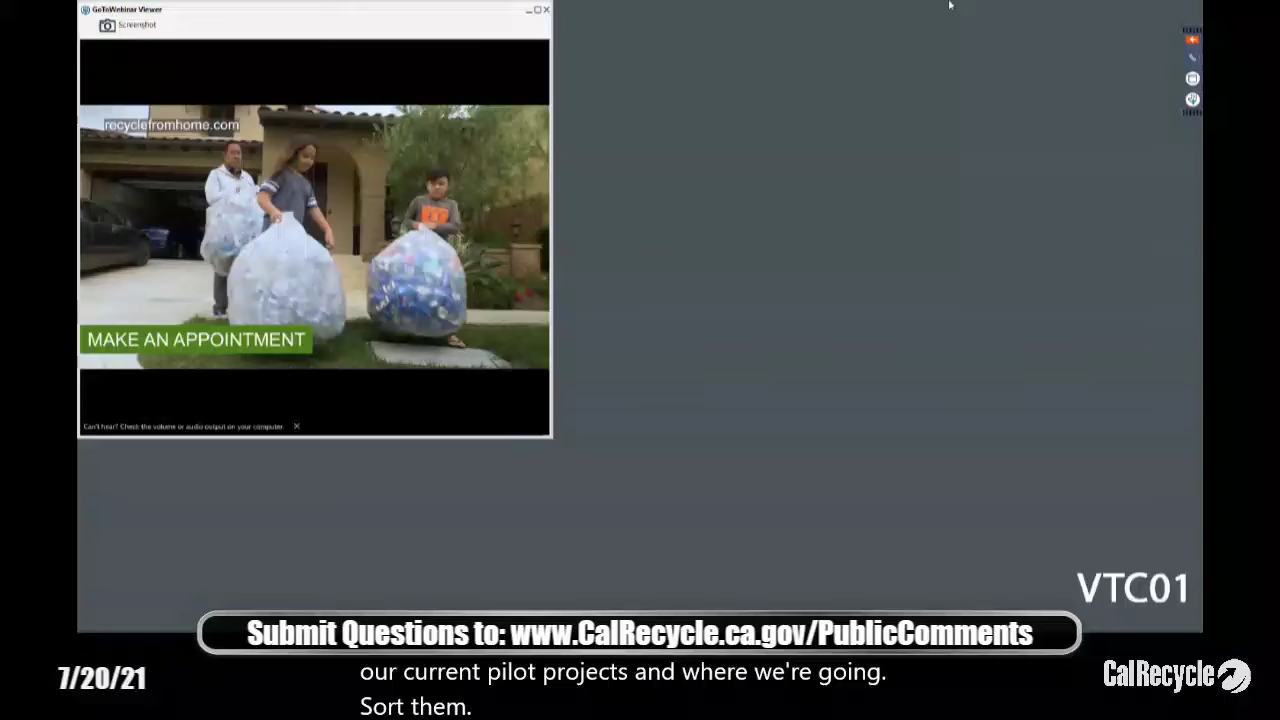 GoToWebinar Viewer
Screenshot
recyclefromhome.com
MAKE AN APPOINTMENT
Can't hear? Check the volume or audio output on your computer.
VTC01
Submit Questions to: www.CalRecycle.ca.gov/PublicComments
our current pilot projects and where we're going.
Sort them.
7/20/21
CalRecycle